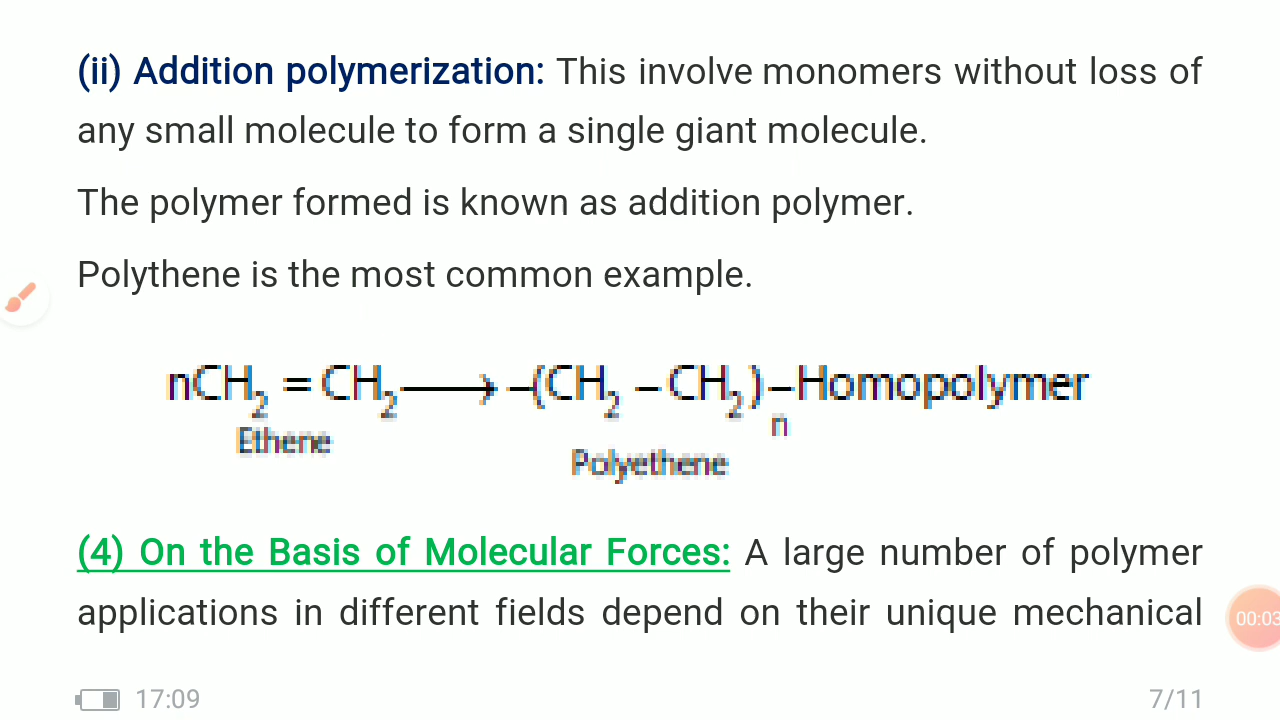 (ii) Addition polymerization: This involve monomers without loss of
any small molecule to form a single giant molecule.
The polymer formed is known as addition polymer.
Polythene is the most common example.
nCH₂ = CH₂ ⟶ –(CH₂ – CH₂)–Homopolymer
n
Ethene
Polyethene
(4) On the Basis of Molecular Forces: A large number of polymer
applications in different fields depend on their unique mechanical
00:03
17:09
7/11